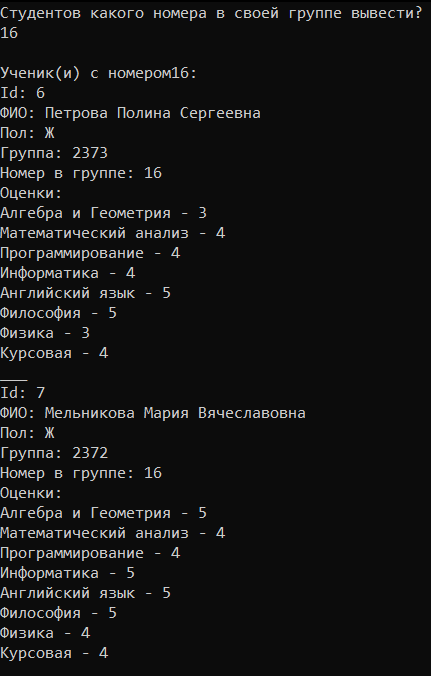 Студентов какого номера в своей группе вывести?
16
Ученик(и) с номером16:
Id: 6
ФИО: Петрова Полина Сергеевна
Пол: Ж
Группа: 2373
Номер в группе: 16
Оценки:
Алгебра и Геометрия - 3
Математический анализ - 4
Программирование - 4
Информатика - 4
Английский язык - 5
Философия - 5
Физика - 3
Курсовая - 4
___
Id: 7
ФИО: Мельникова Мария Вячеславовна
Пол: Ж
Группа: 2372
Номер в группе: 16
Оценки:
Алгебра и Геометрия - 5
Математический анализ - 4
Программирование - 4
Информатика - 5
Английский язык - 5
Философия - 5
Физика - 4
Курсовая - 4